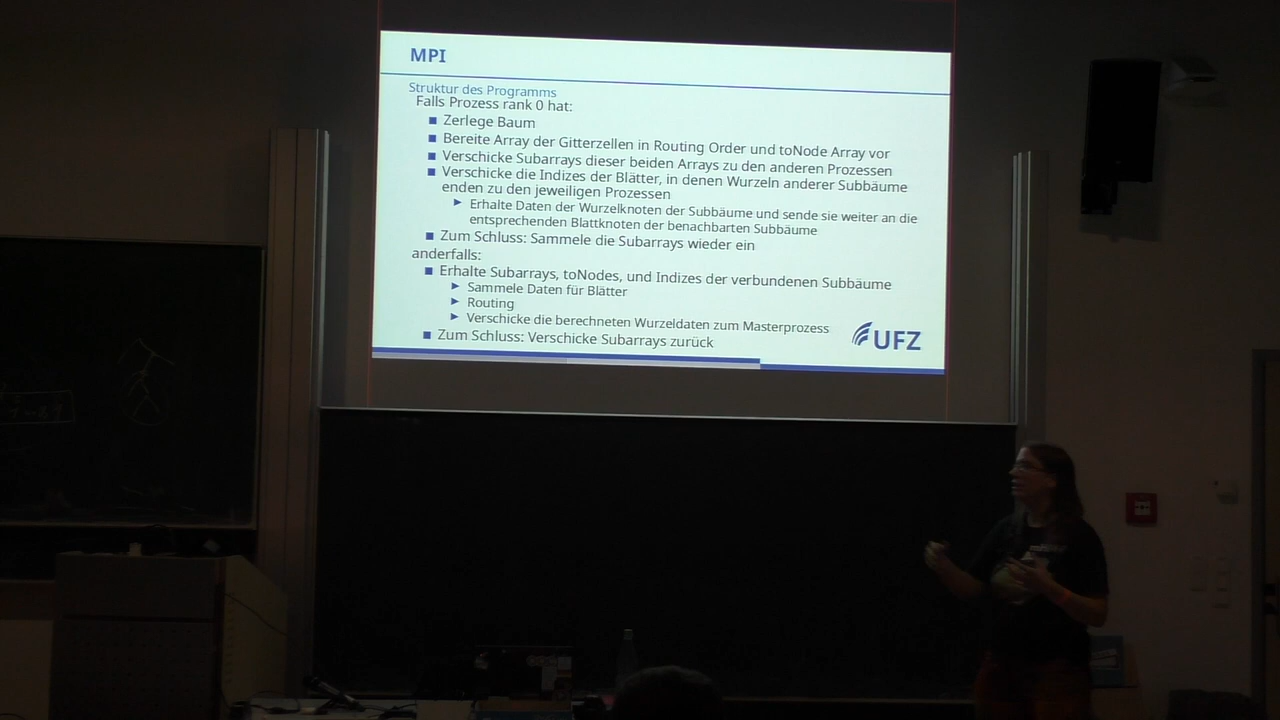 MPI
Struktur des Programms
Falls Prozess rank 0 hat:
Zerlege Baum
Bereite Array der Gitterzellen in Routing Order und toNode Array vor
Verschicke Subarrays dieser beiden Arrays zu den anderen Prozessen
Verschicke die Indizes der Blätter, in denen Wurzeln anderer Subbäume
enden zu den jeweiligen Prozessen
Erhalte Daten der Wurzelknoten der Subbäume und sende sie weiter an die
entsprechenden Blattknoten der benachbarten Subbäume
Zum Schluss: Sammele die Subarrays wieder ein
anderfalls:
Erhalte Subarrays, toNodes, und Indizes der verbundenen Subbäume
Sammele Daten für Blätter
Routing
Verschicke die berechneten Wurzeldaten zum Masterprozess
Zum Schluss: Verschicke Subarrays zurück
UFZ